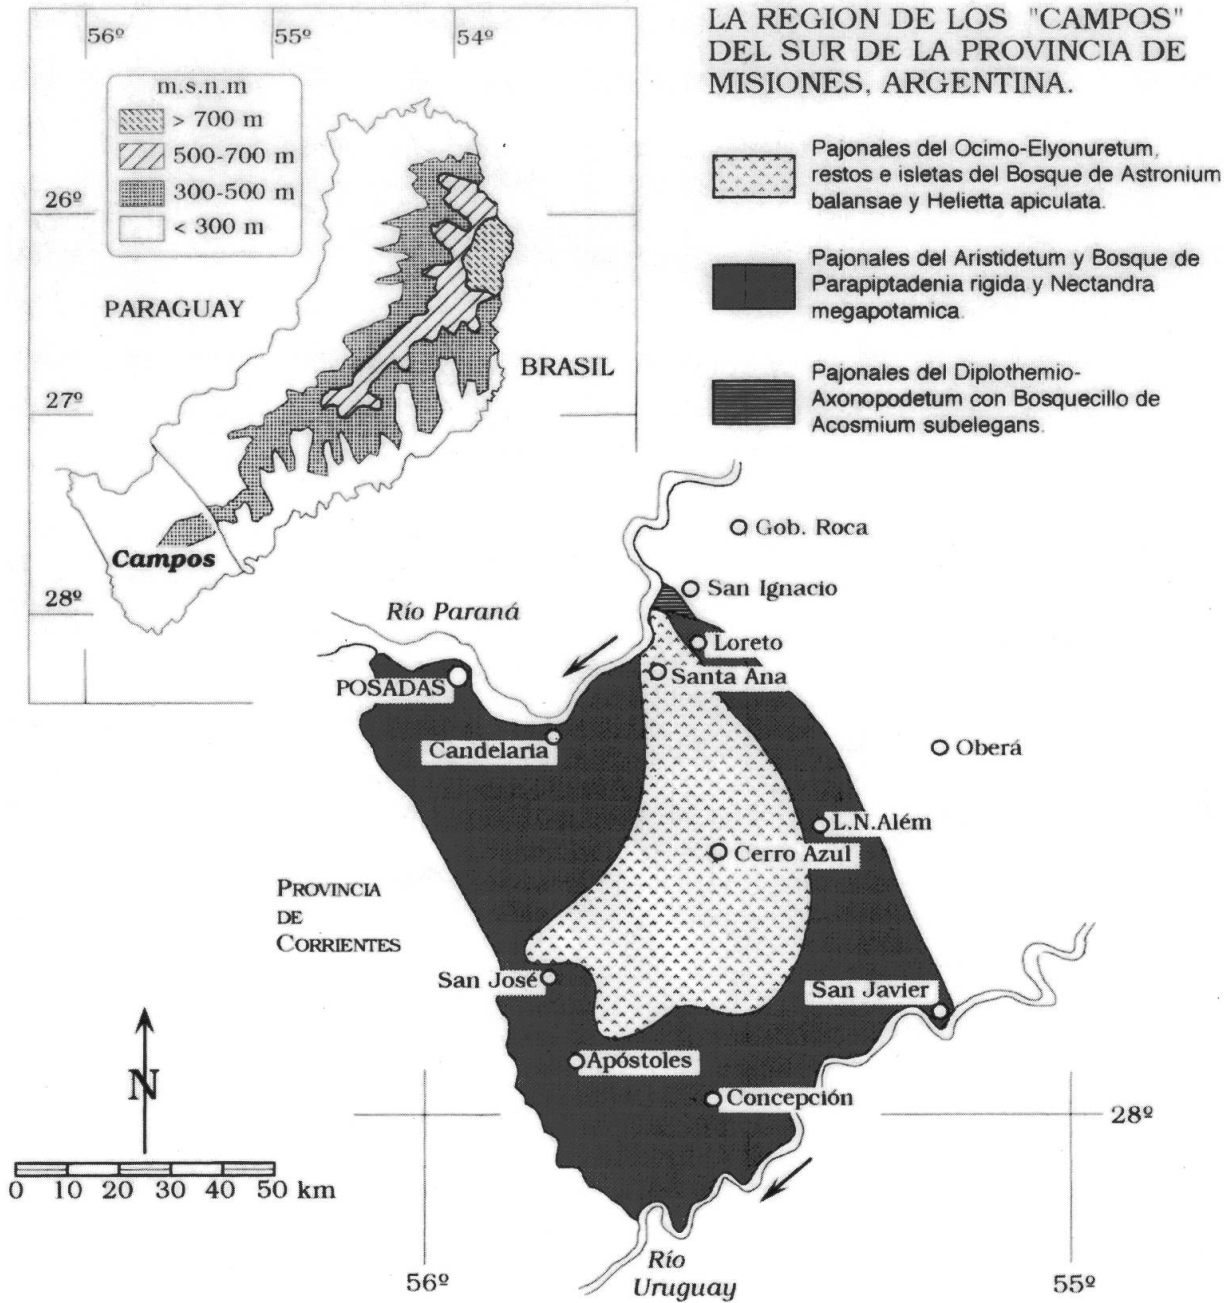 LA REGION DE LOS "CAMPOS"
DEL SUR DE LA PROVINCIA DE
MISIONES, ARGENTINA.
56º
55º
54º
m.s.n.m
> 700 m
500-700 m
300-500 m
< 300 m
26º
27º
28º
PARAGUAY
BRASIL
Campos
Pajonales del Ocimo-Elyonuretum,
restos e isletas del Bosque de Astronium
balansae y Helietta apiculata.
Pajonales del Aristidetum y Bosque de
Parapiptadenia rigida y Nectandra
megapotamica.
Pajonales del Diplothemio-
Axonopodetum con Bosquecillo de
Acosmium subelegans.
Gob. Roca
San Ignacio
Río Paraná
Loreto
Santa Ana
POSADAS
Candelaria
Oberá
L.N.Além
Cerro Azul
PROVINCIA
DE
CORRIENTES
San José
San Javier
Apóstoles
Concepción
N
28º
0 10 20 30 40 50 km
56º
55º
Río
Uruguay